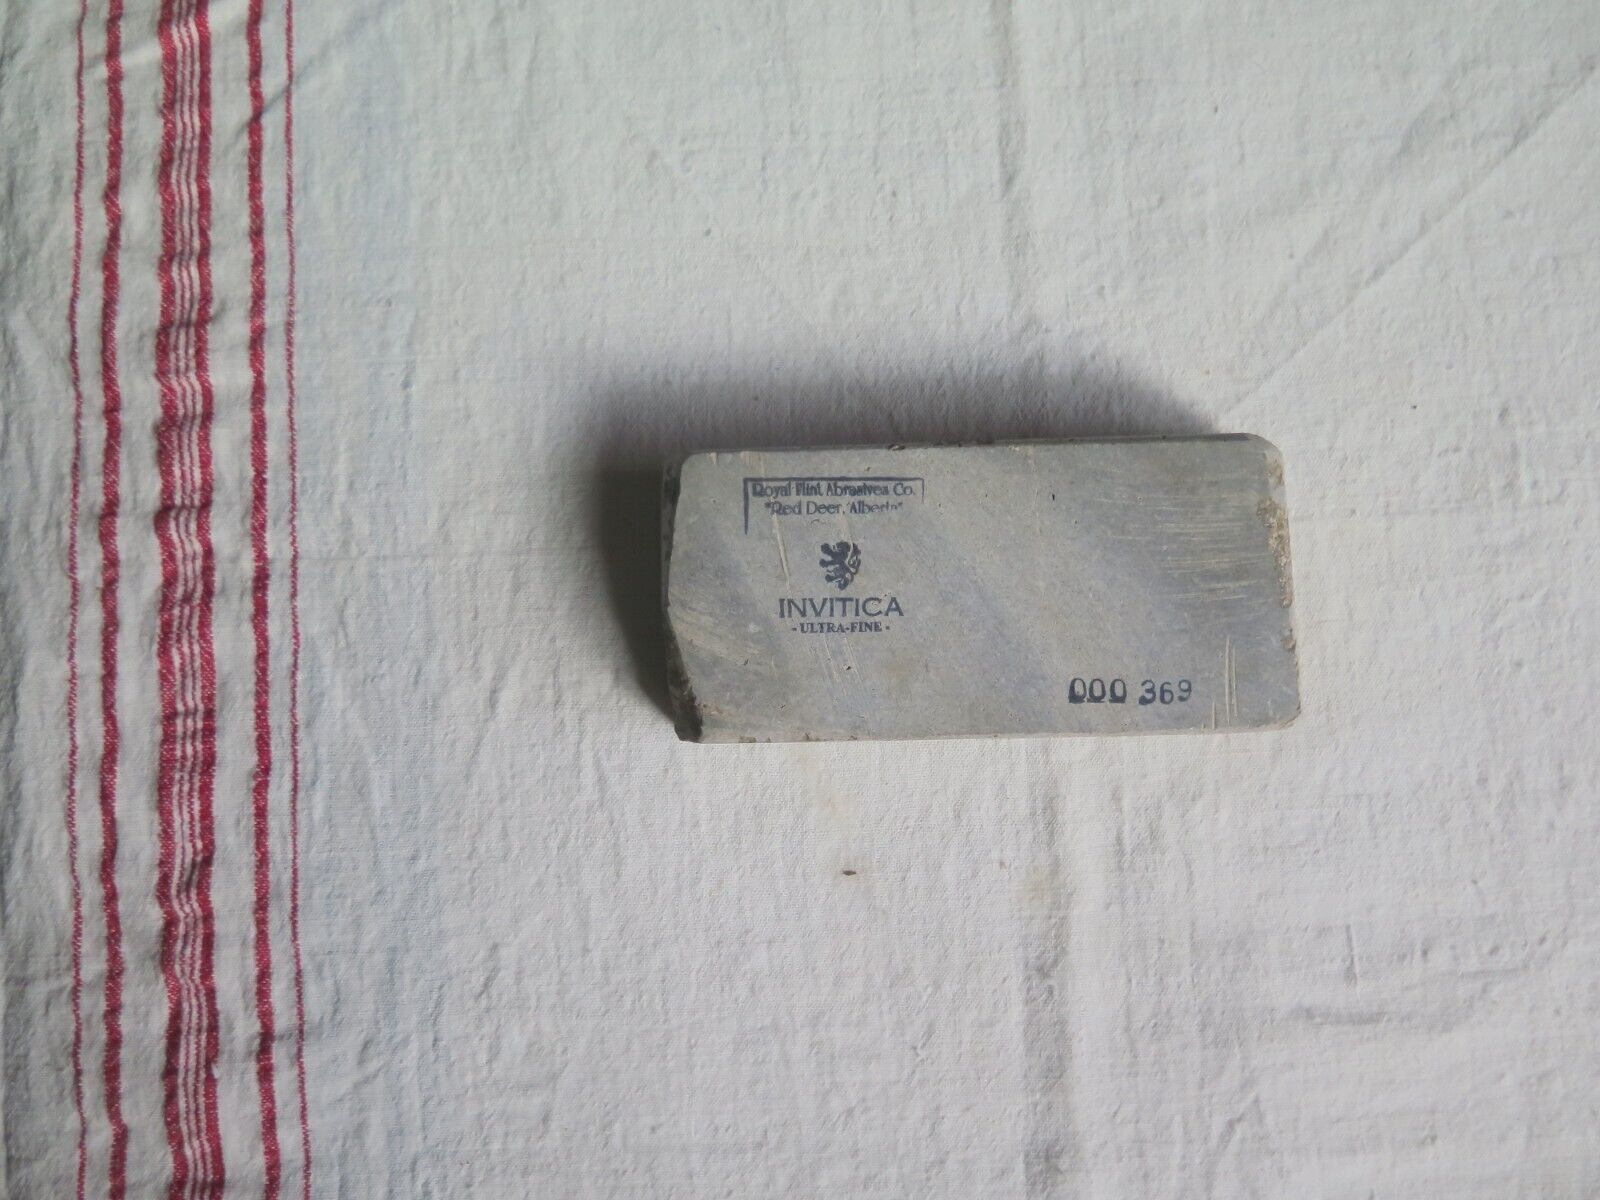 Royal Flint Abrasives Co.
"Red Deer, Alberta"
INVITICA
- ULTRA-FINE -
000 369